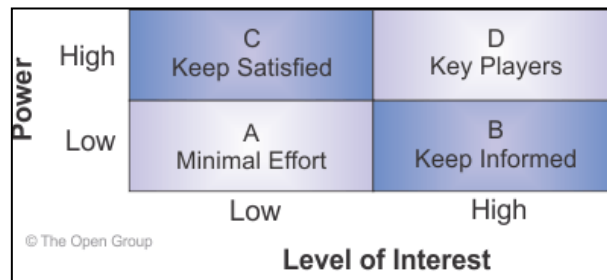 Power
High
C
Keep Satisfied
D
Key Players
Low
A
Minimal Effort
B
Keep Informed
Low
High
© The Open Group
Level of Interest